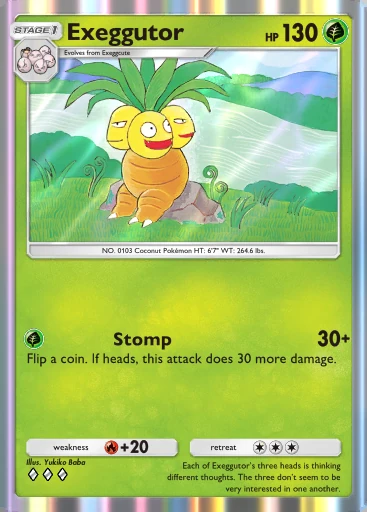 STAGE 1 Exeggutor HP 130
Evolves from Exeggcute
NO. 0103 Coconut Pokémon HT: 6'7" WT: 264.6 lbs.
Stomp 30+
Flip a coin. If heads, this attack does 30 more damage.
weakness +20 retreat
Illus. Yukiko Baba
Each of Exeggutor's three heads is thinking
different thoughts. The three don't seem to be
very interested in one another.